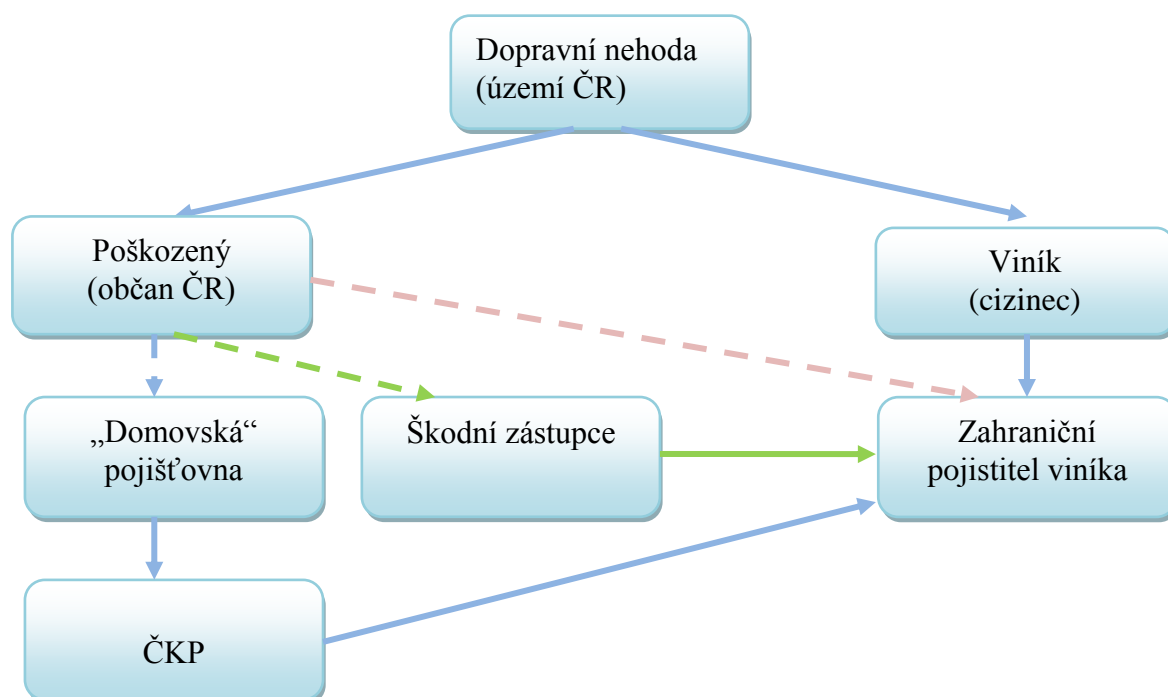 Dopravní nehoda
(území ČR)
Poškozený
(občan ČR)
Viník
(cizinec)
„Domovská“
pojišťovna
Škodní zástupce
Zahraniční
pojistitel viníka
ČKP